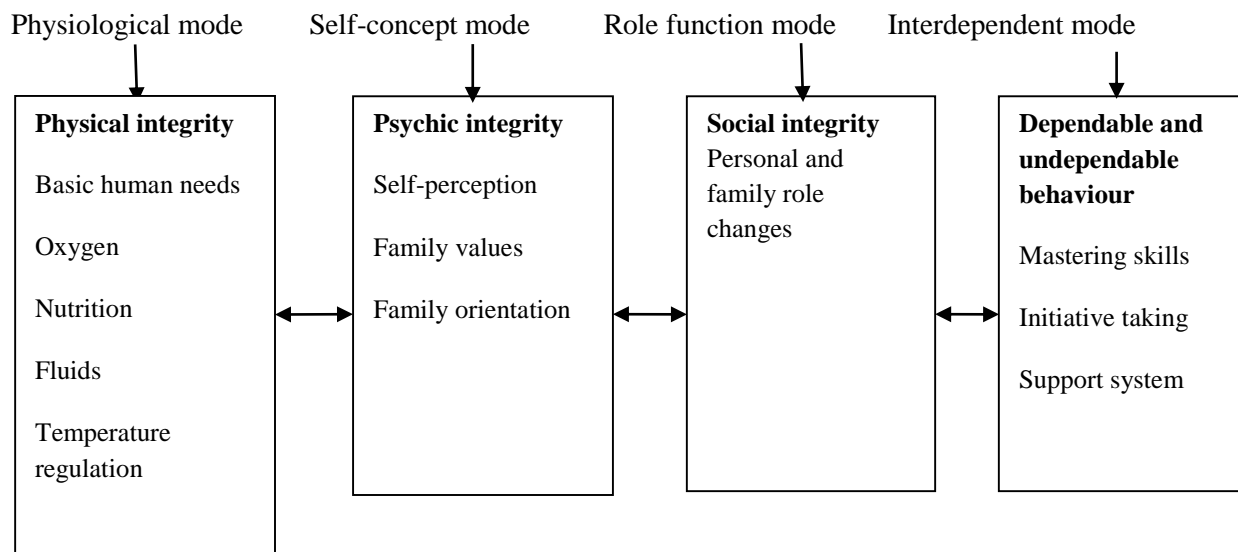 Physiological mode
Self-concept mode
Role function mode
Interdependent mode
Physical integrity
Basic human needs
Oxygen
Nutrition
Fluids
Temperature
regulation
Psychic integrity
Self-perception
Family values
Family orientation
Social integrity
Personal and
family role
changes
Dependable and
undependable
behaviour
Mastering skills
Initiative taking
Support system